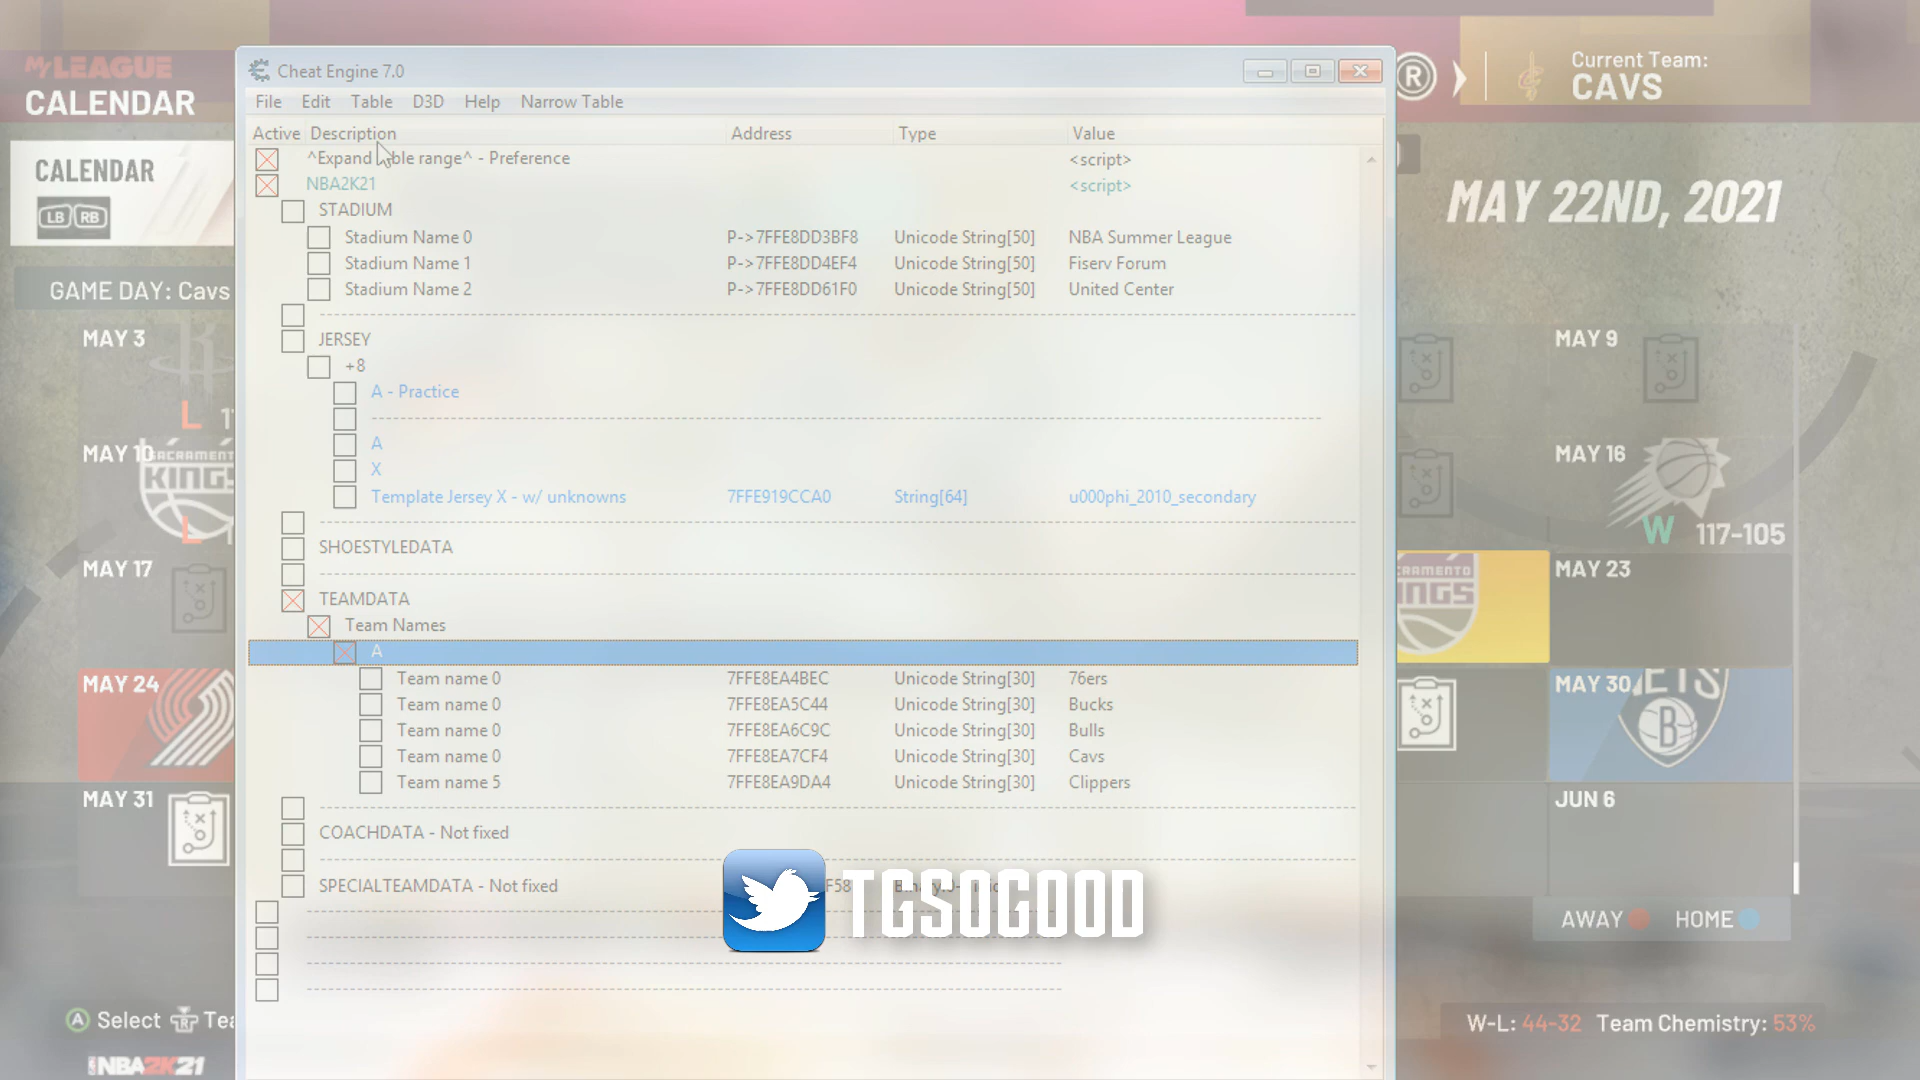 MyLEAGUE
CALENDAR
CALENDAR
LB RB
GAME DAY: Cavs
Current Team:
CAVS
MAY 22ND, 2021
Cheat Engine 7.0
File Edit Table D3D Help Narrow Table
Active Description Address Type Value
^Expand ble range^ - Preference <script>
NBA2K21 <script>
STADIUM
Stadium Name 0 P->7FFE8DD3BF8 Unicode String[50] NBA Summer League
Stadium Name 1 P->7FFE8DD4EF4 Unicode String[50] Fiserv Forum
Stadium Name 2 P->7FFE8DD61F0 Unicode String[50] United Center
JERSEY
+8
A - Practice
A
X
Template Jersey X - w/ unknowns 7FFE919CCA0 String[64] u000phi_2010_secondary
SHOESTYLEDATA
TEAMDATA
Team Names
A
Team name 0 7FFE8EA4BEC Unicode String[30] 76ers
Team name 0 7FFE8EA5C44 Unicode String[30] Bucks
Team name 0 7FFE8EA6C9C Unicode String[30] Bulls
Team name 0 7FFE8EA7CF4 Unicode String[30] Cavs
Team name 5 7FFE8EA9DA4 Unicode String[30] Clippers
COACHDATA - Not fixed
SPECIALTEAMDATA - Not fixed F58
TCSOGOOD
MAY 3
L 1
MAY 10
SACRAMENTO
KINGS
L
MAY 17
MAY 24
MAY 31
MAY 9
MAY 16
W 117-105
MAY 23
MAY 30
B
JUN 6
AWAY HOME
A Select R Tea
NBA2K21
W-L: 44-32 Team Chemistry: 53%